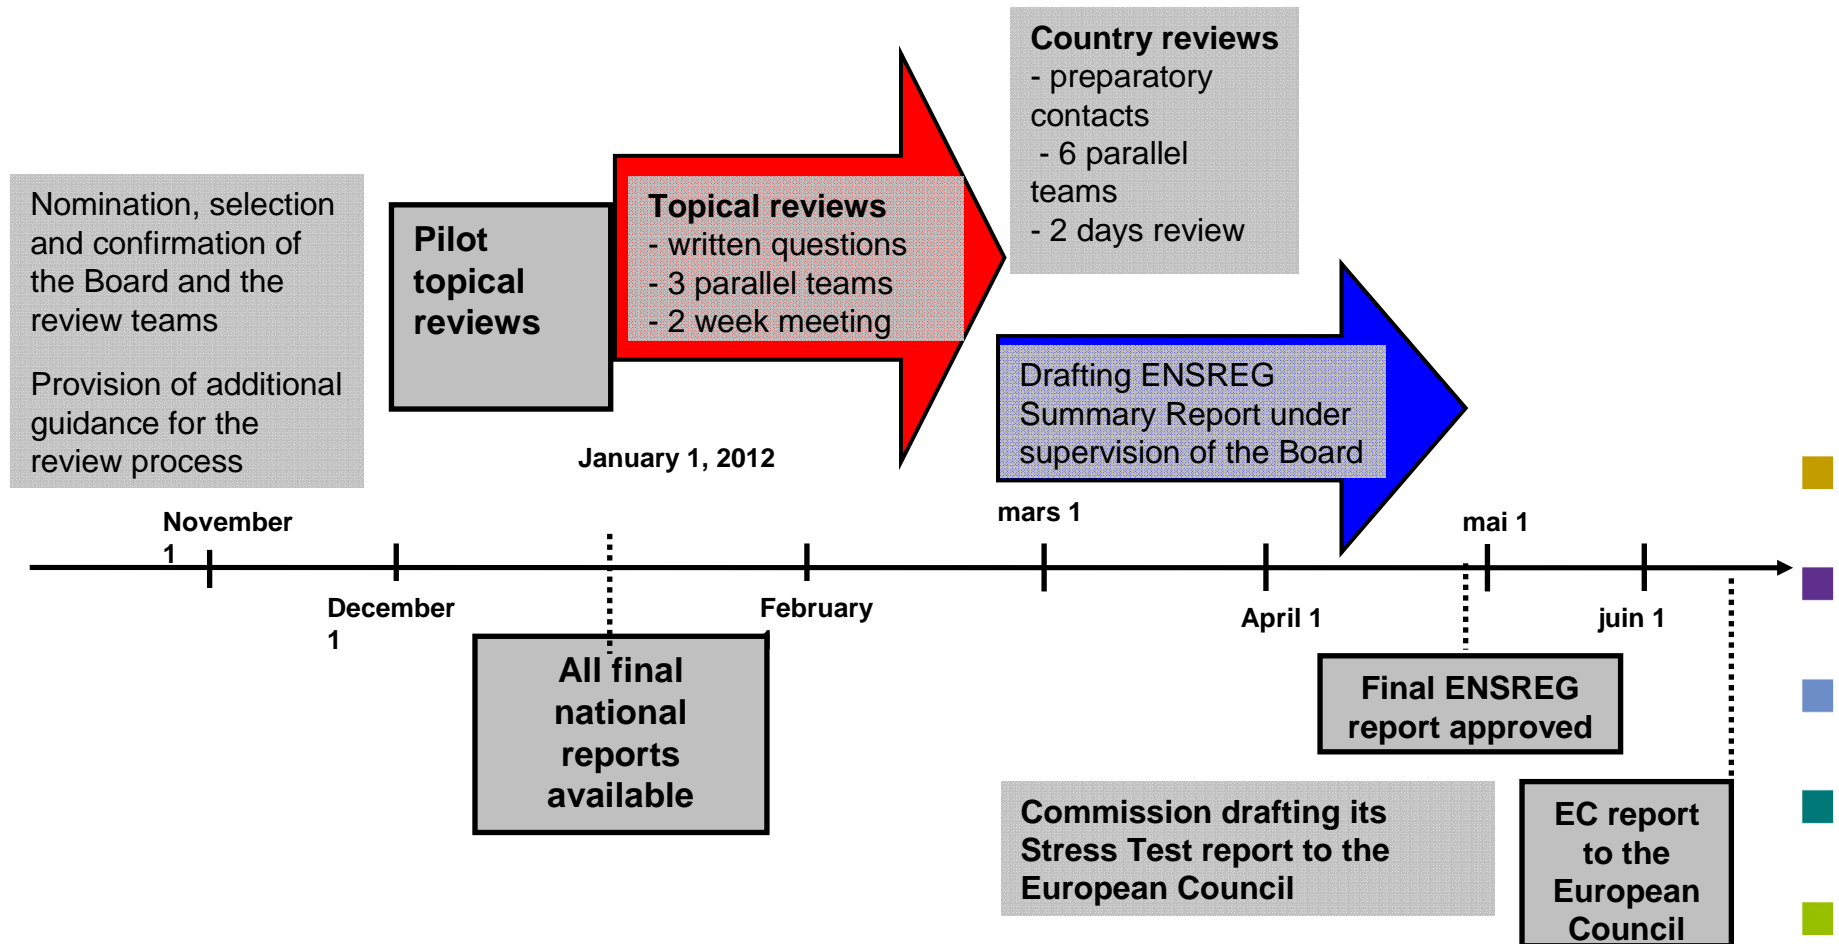 Nomination, selection
and confirmation of
the Board and the
review teams
Provision of additional
guidance for the
review process
Pilot
topical
reviews
Topical reviews
- written questions
- 3 parallel teams
- 2 week meeting
Country reviews
- preparatory
contacts
- 6 parallel
teams
- 2 days review
Drafting ENSREG
Summary Report under
supervision of the Board
January 1, 2012
November
1
December
1
February
1
mars 1
April 1
mai 1
juin 1
All final
national
reports
available
Final ENSREG
report approved
Commission drafting its
Stress Test report to the
European Council
EC report
to the
European
Council